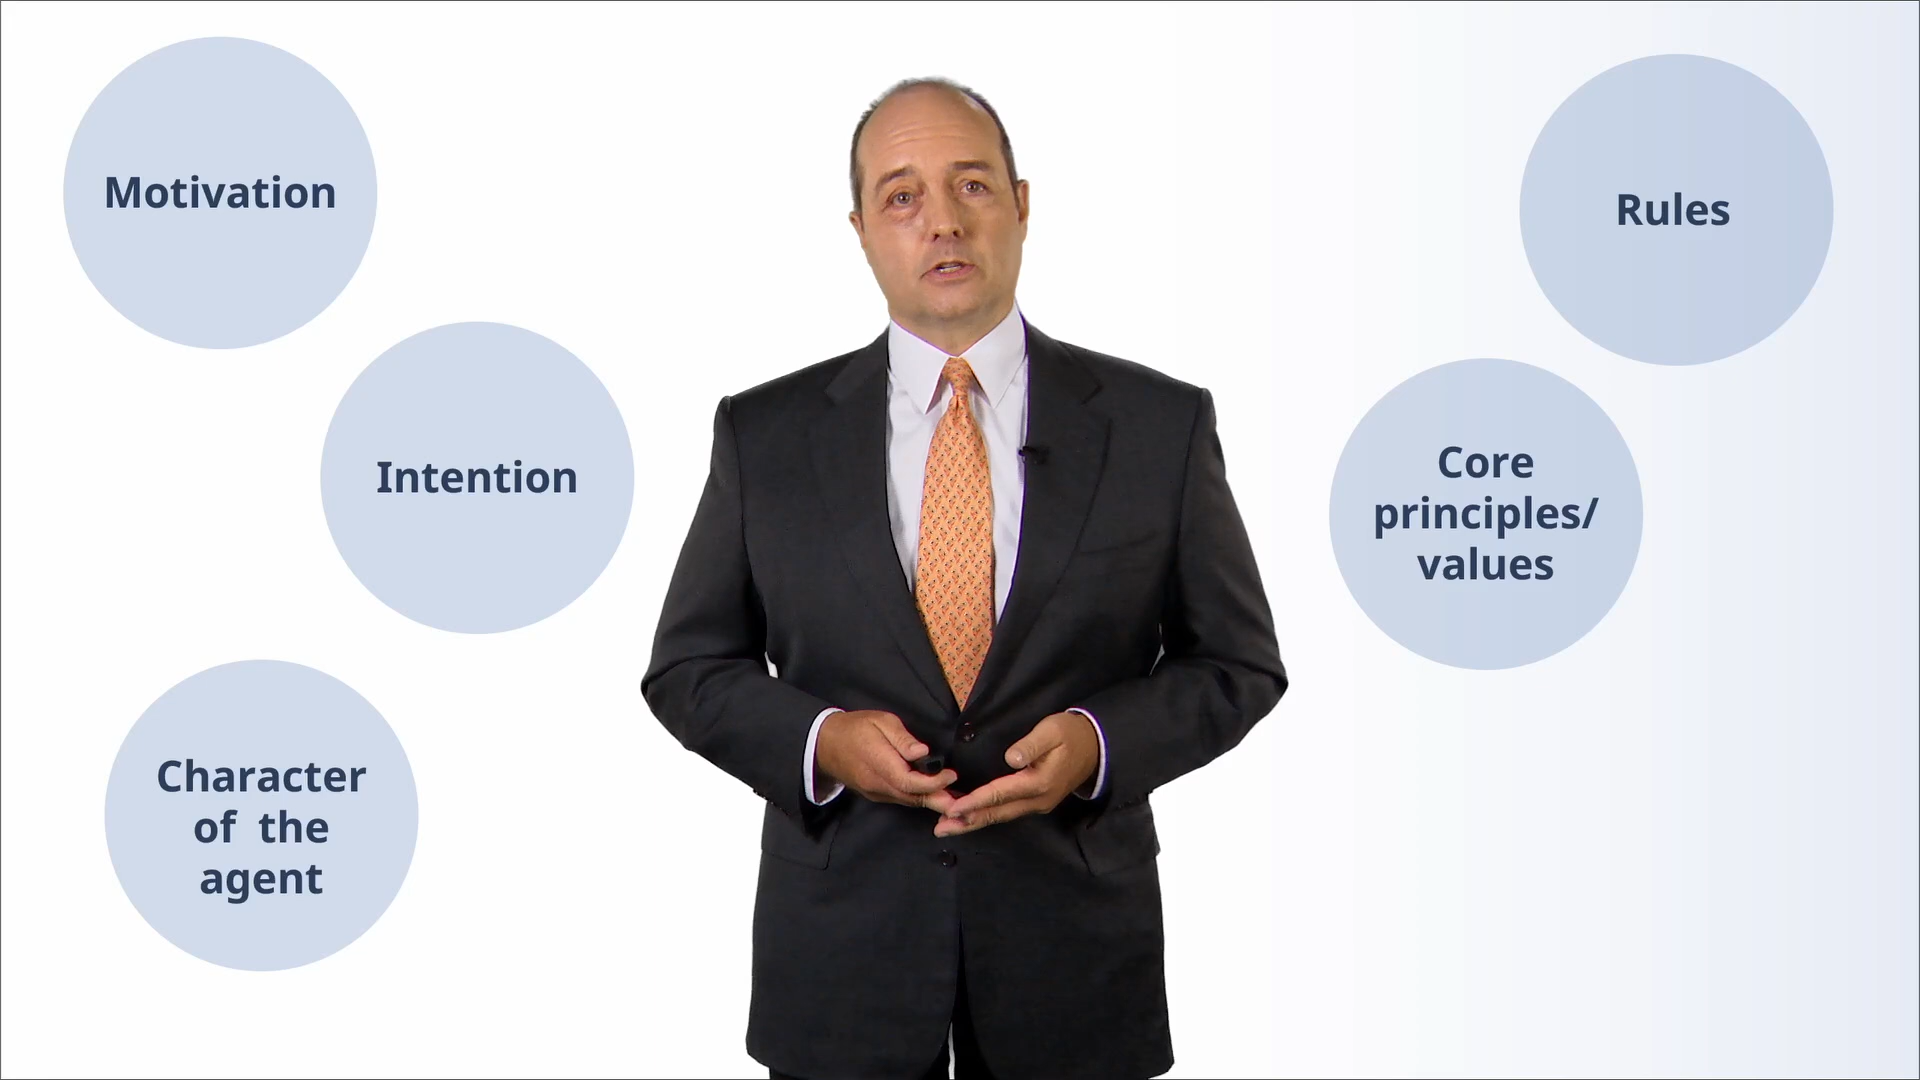 Motivation
Intention
Character
of the
agent
Rules
Core
principles/
values